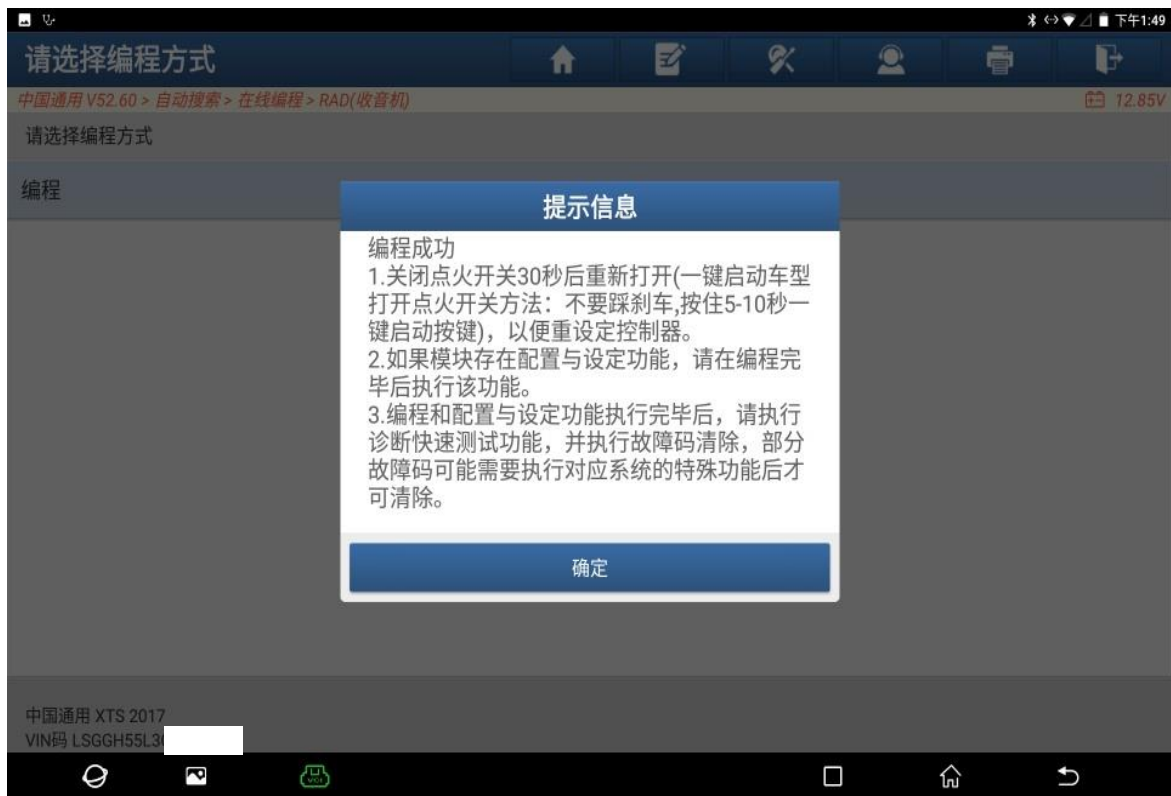 下午1:49
请选择编程方式
中国通用 V52.60 > 自动搜索 > 在线编程 > RAD(收音机)
12.85V
请选择编程方式
编程
提示信息
编程成功
1.关闭点火开关30秒后重新打开(一键启动车型
打开点火开关方法：不要踩刹车,按住5-10秒一
键启动按键)，以便重设定控制器。
2.如果模块存在配置与设定功能，请在编程完
毕后执行该功能。
3.编程和配置与设定功能执行完毕后，请执行
诊断快速测试功能，并执行故障码清除，部分
故障码可能需要执行对应系统的特殊功能后才
可清除。
确定
中国通用 XTS 2017
VIN码 LSGGH55L3
VCI